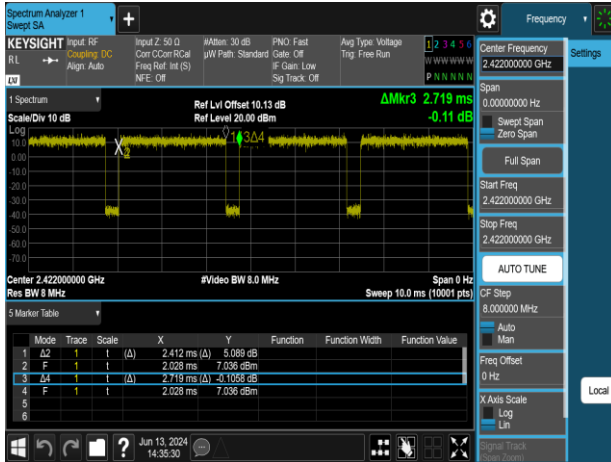 Spectrum Analyzer 1
Swept SA
+
Frequency
KEYSIGHT
RL
LXI
Input: RF
Coupling: DC
Align: Auto
Input Z: 50 Ω
Corr CCorr RCal
Freq Ref: Int (S)
NFE: Off
#Atten: 30 dB
µW Path: Standard
PNO: Fast
Gate: Off
IF Gain: Low
Sig Track: Off
Avg Type: Voltage
Trig: Free Run
1 2 3 4 5 6
W W W W W W
P N N N N N
Center Frequency
2.422000000 GHz
Settings
1 Spectrum
Scale/Div 10 dB
Ref Lvl Offset 10.13 dB
Ref Level 20.00 dBm
ΔMkr3 2.719 ms
-0.11 dB
Log
10.0
0.00
-10.0
-20.0
-30.0
-40.0
-50.0
-60.0
-70.0
3Δ4
Span
0.00000000 Hz
Swept Span
Zero Span
Full Span
Start Freq
2.422000000 GHz
Stop Freq
2.422000000 GHz
AUTO TUNE
Center 2.422000000 GHz
Res BW 8 MHz
#Video BW 8.0 MHz
Span 0 Hz
Sweep 10.0 ms (10001 pts)
CF Step
8.000000 MHz
Auto
Man
Freq Offset
0 Hz
X Axis Scale
Log
Lin
Signal Track
(Span Zoom)
Local
5 Marker Table
Mode Trace Scale X Y Function Function Width Function Value
1 Δ2 1 t (Δ) 2.412 ms (Δ) 5.089 dB
2 F 1 t 2.028 ms 7.036 dBm
3 Δ4 1 t (Δ) 2.719 ms (Δ) -0.1058 dB
4 F 1 t 2.028 ms 7.036 dBm
5
6
?
Jun 13, 2024
14:35:30